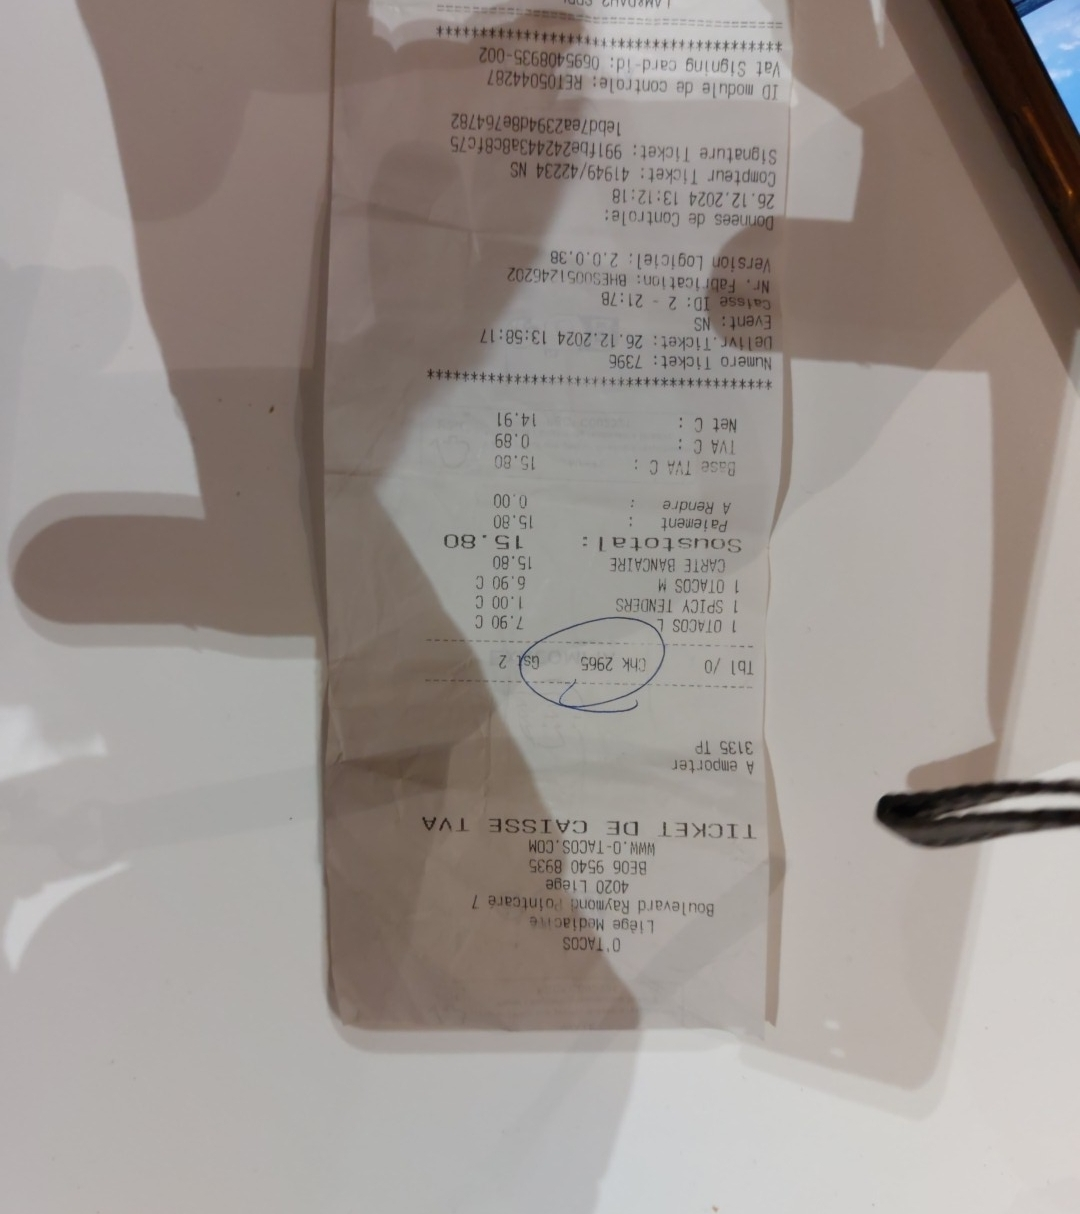 O'TACOS
Liège Mediacité
Boulevard Raymond Pointcaré 7
4020 Liege
BE06 9540 8935
WWW.O-TACOS.COM
TICKET DE CAISSE TVA
A emporter
3135 TP
Tbl /0 Chk 2965 Gst 2
1 OTACOS L 7.90 C
1 SPICY TENDERS 1.00 C
1 OTACOS M 6.90 C
CARTE BANCAIRE 15.80
Soustotal: 15.80
Paiement : 15.80
A Rendre : 0.00
Base TVA C : 15.80
TVA C : 0.89
Net C : 14.91
****************************************
Numero Ticket: 7396
Delivr.Ticket: 26.12.2024 13:58:17
Event: NS
Caisse ID: 2 - 21:7B
Nr. Fabrication: BHES0051246202
Version Logiciel: 2.0.0.38
Donnees de Controle:
26.12.2024 13:12:18
Compteur Ticket: 41949/42234 NS
Signature Ticket: 991fbe242443a8c8fc75
1ebd7ea2394d8e764782
ID module de controle: RET05044287
Vat Signing card-id: 0695408935-002
****************************************